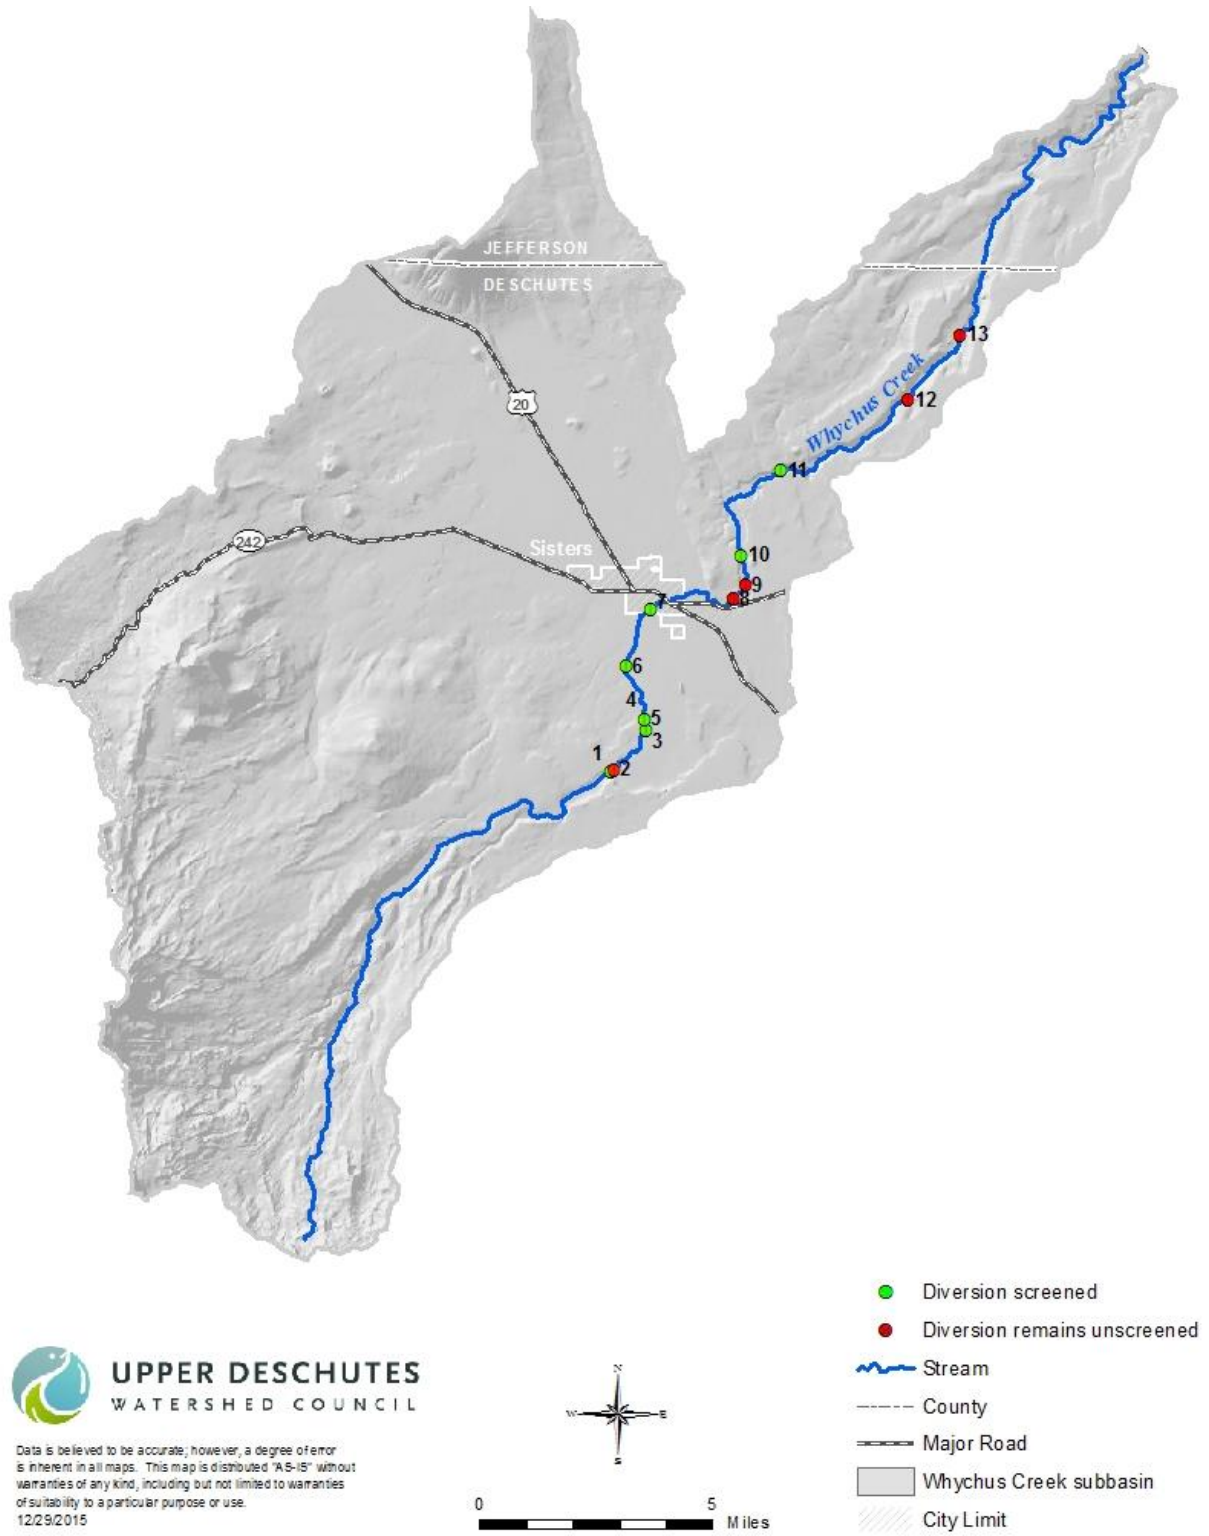 JEFFERSON
DESCHUTES
20
13
Whychus Creek
12
11
242
Sisters
10
9
8
7
6
4
5
3
1
2
Diversion screened
Diversion remains unscreened
Stream
County
Major Road
Whychus Creek subbasin
City Limit
UPPER DESCHUTES
WATERSHED COUNCIL
Data is believed to be accurate; however, a degree of error
is inherent in all maps. This map is distributed "AS-IS" without
warranties of any kind, including but not limited to warranties
of suitability to a particular purpose or use.
12/29/2015
N
W
E
S
0
5
Miles